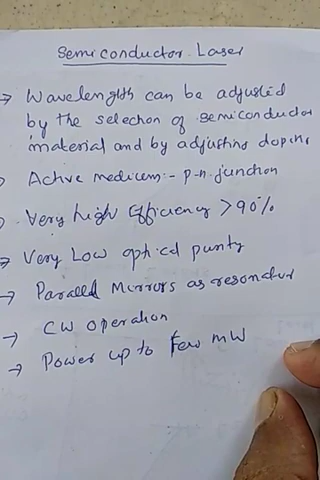 Semiconductor Laser
→ Wavelength can be adjusted
by the selection of semiconductor
material and by adjusting doping
→ Active medium:- p-n junction
→ Very high Efficiency >90%
→ Very Low optical purity
→ Parallel Mirrors as resonator
→ CW operation
→ Power up to few mW